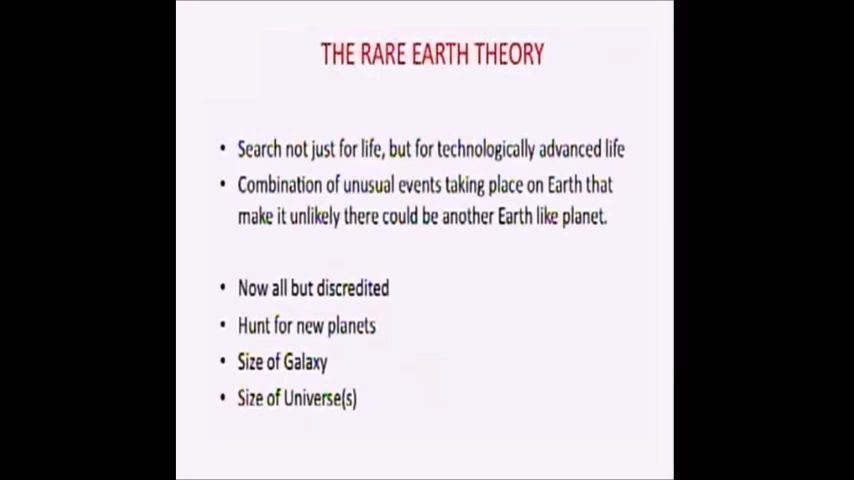 THE RARE EARTH THEORY
• Search not just for life, but for technologically advanced life
• Combination of unusual events taking place on Earth that
make it unlikely there could be another Earth like planet.
• Now all but discredited
• Hunt for new planets
• Size of Galaxy
• Size of Universe(s)